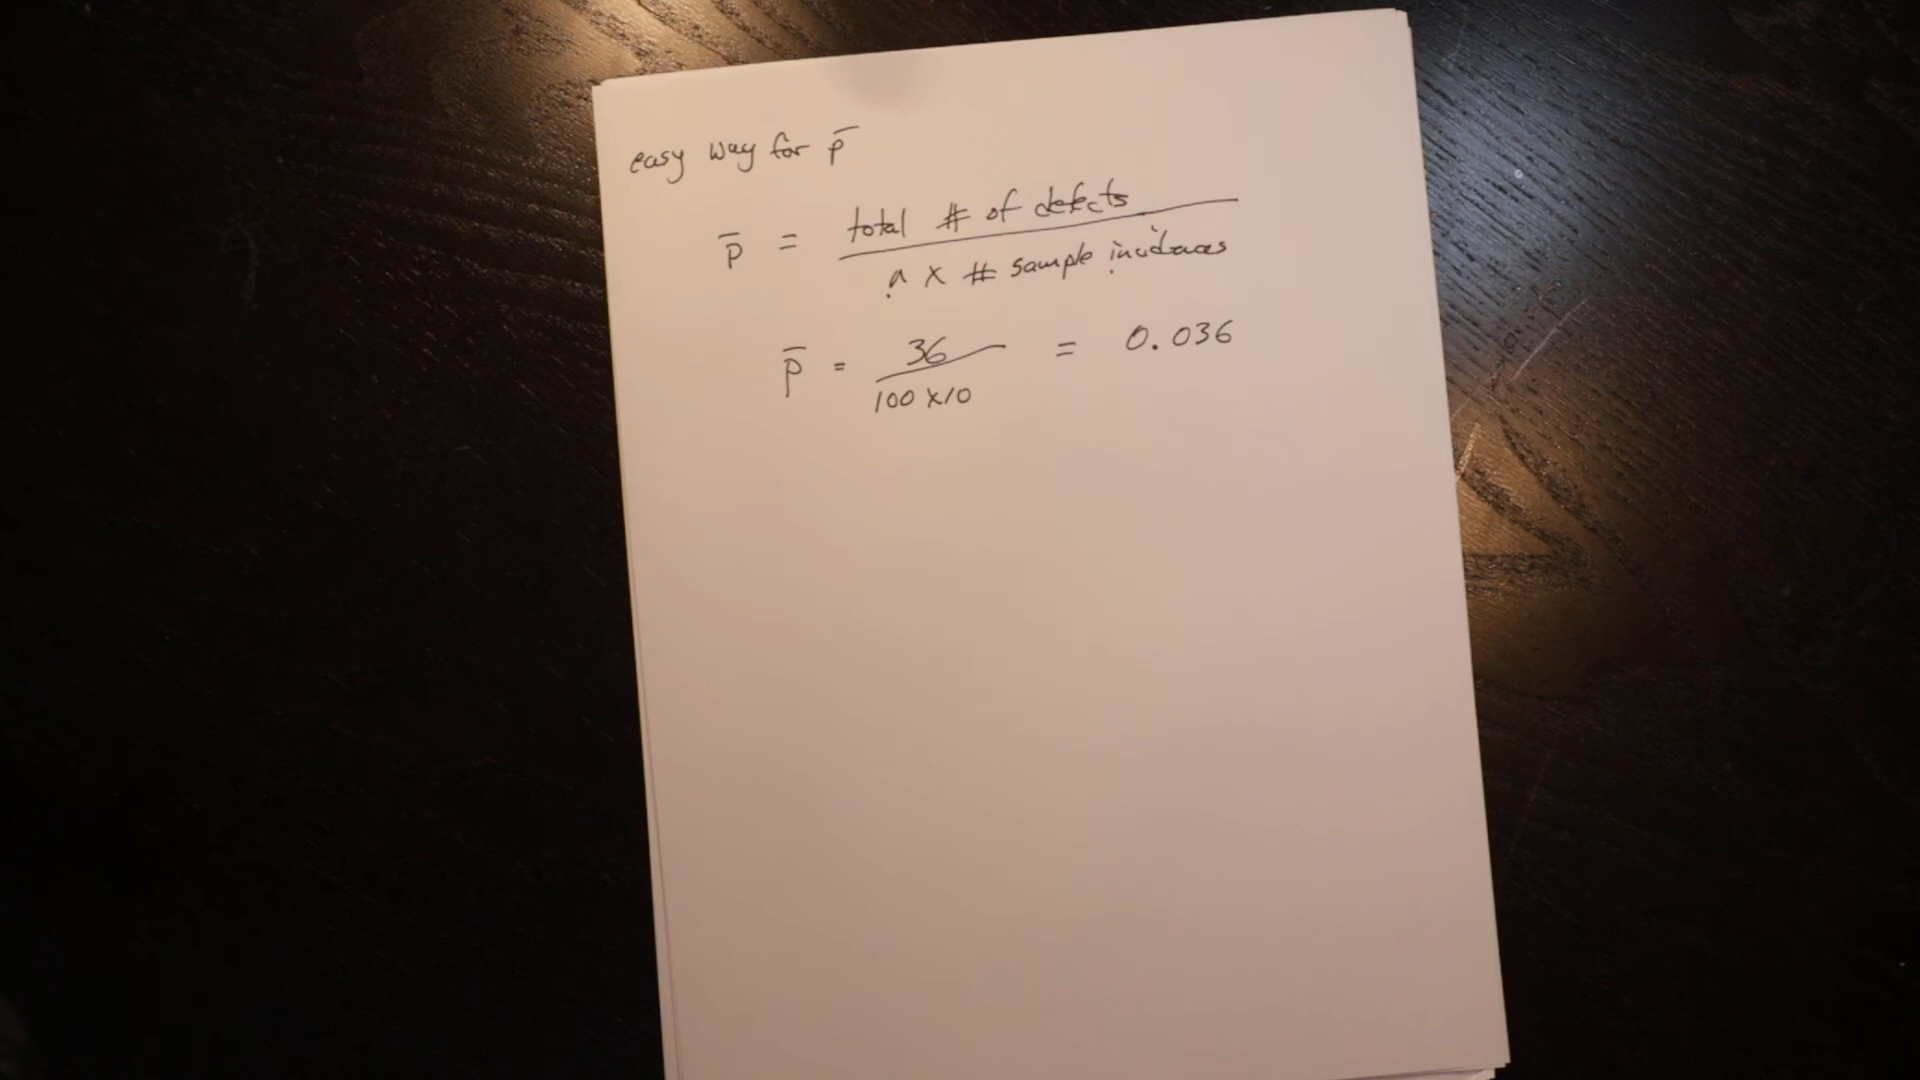 easy way for p̄
p̄ = total # of defects
n x # sample incidences
p̄ = 36 = 0.036
100 x 10